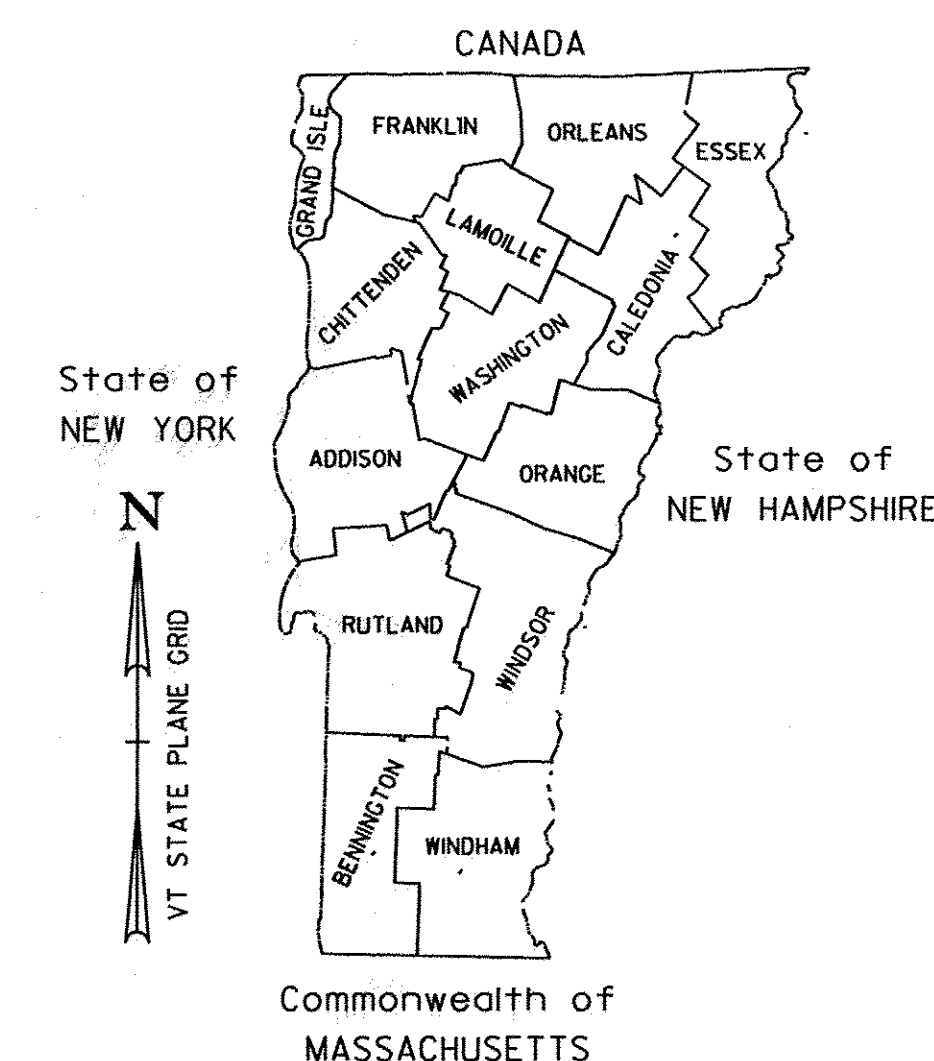 CANADA
FRANKLIN
ORLEANS
ESSEX
GRAND ISLE
LAMOILLE
CHITTENDEN
CALEDONIA
WASHINGTON
State of
NEW YORK
ADDISON
ORANGE
State of
NEW HAMPSHIRE
N
VT STATE PLANE GRID
RUTLAND
WINDSOR
BENNINGTON
WINDHAM
Commonwealth of
MASSACHUSETTS